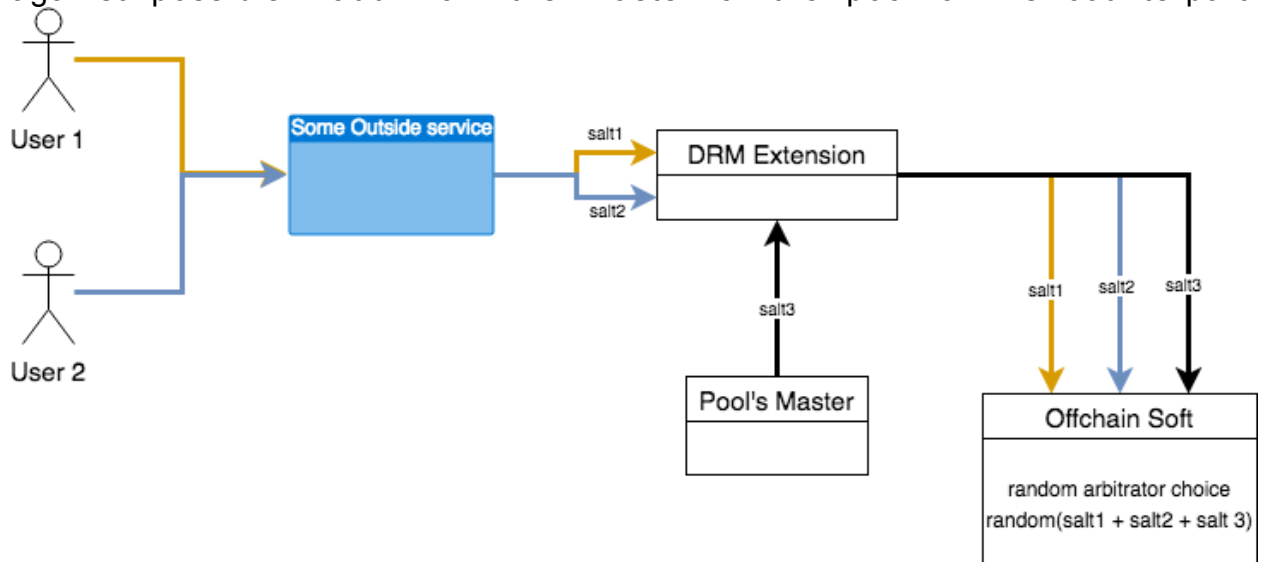 User 1
Some Outside service
salt1
DRM Extension
salt2
salt1
salt2
salt3
salt3
User 2
Pool's Master
Offchain Soft
random arbitrator choice
random(salt1 + salt2 + salt 3)